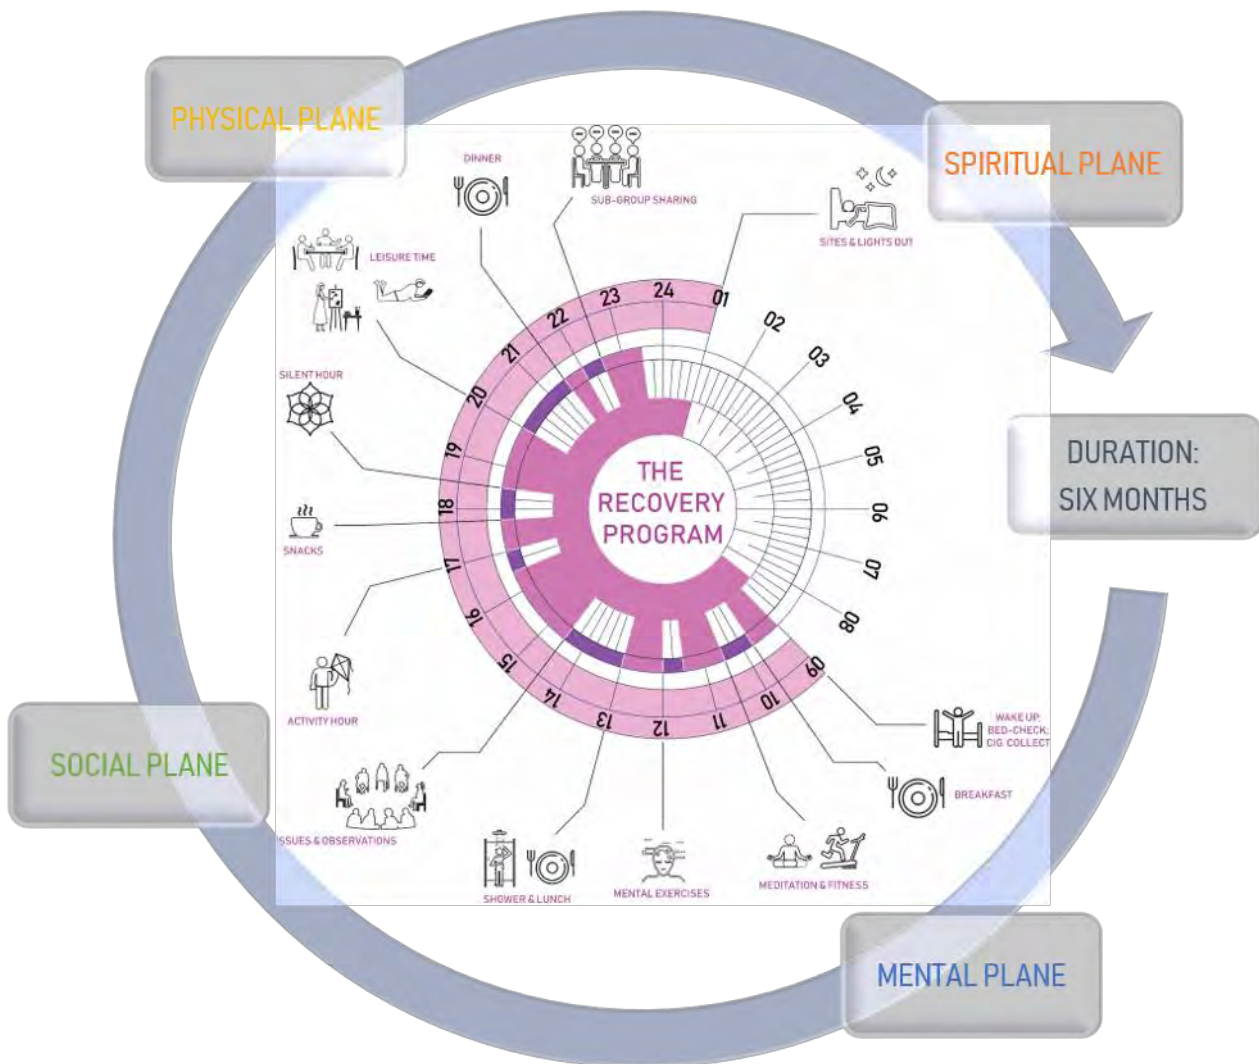 PHYSICAL PLANE
SPIRITUAL PLANE
DINNER
SUB-GROUP SHARING
SITES & LIGHTS OUT
LEISURE TIME
SILENT HOUR
SNACKS
ACTIVITY HOUR
ISSUES & OBSERVATIONS
SHOWER & LUNCH
MENTAL EXERCISES
MEDITATION & FITNESS
BREAKFAST
WAKE UP;
BED-CHECK;
CIG. COLLECT
THE
RECOVERY
PROGRAM
24
01
02
03
04
05
06
07
08
09
10
11
12
13
14
15
16
17
18
19
20
21
22
23
DURATION:
SIX MONTHS
SOCIAL PLANE
MENTAL PLANE